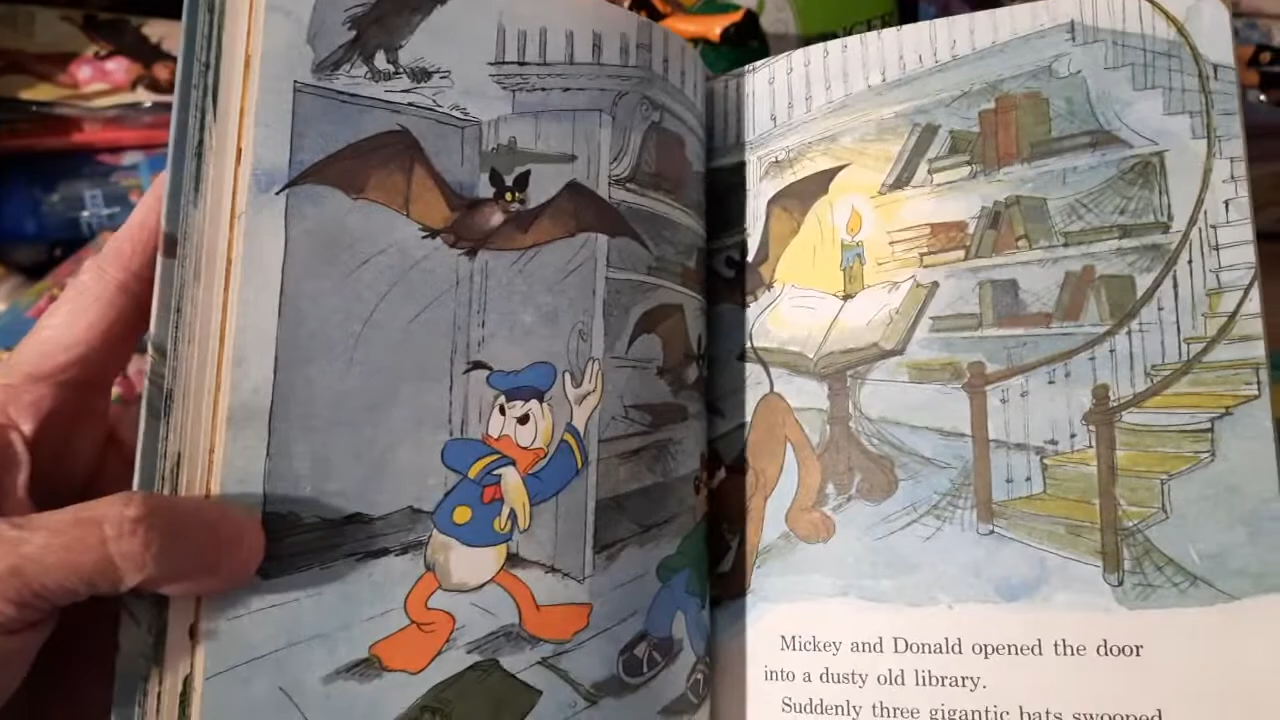 Mickey and Donald opened the door
into a dusty old library.
Suddenly three gigantic bats swooped